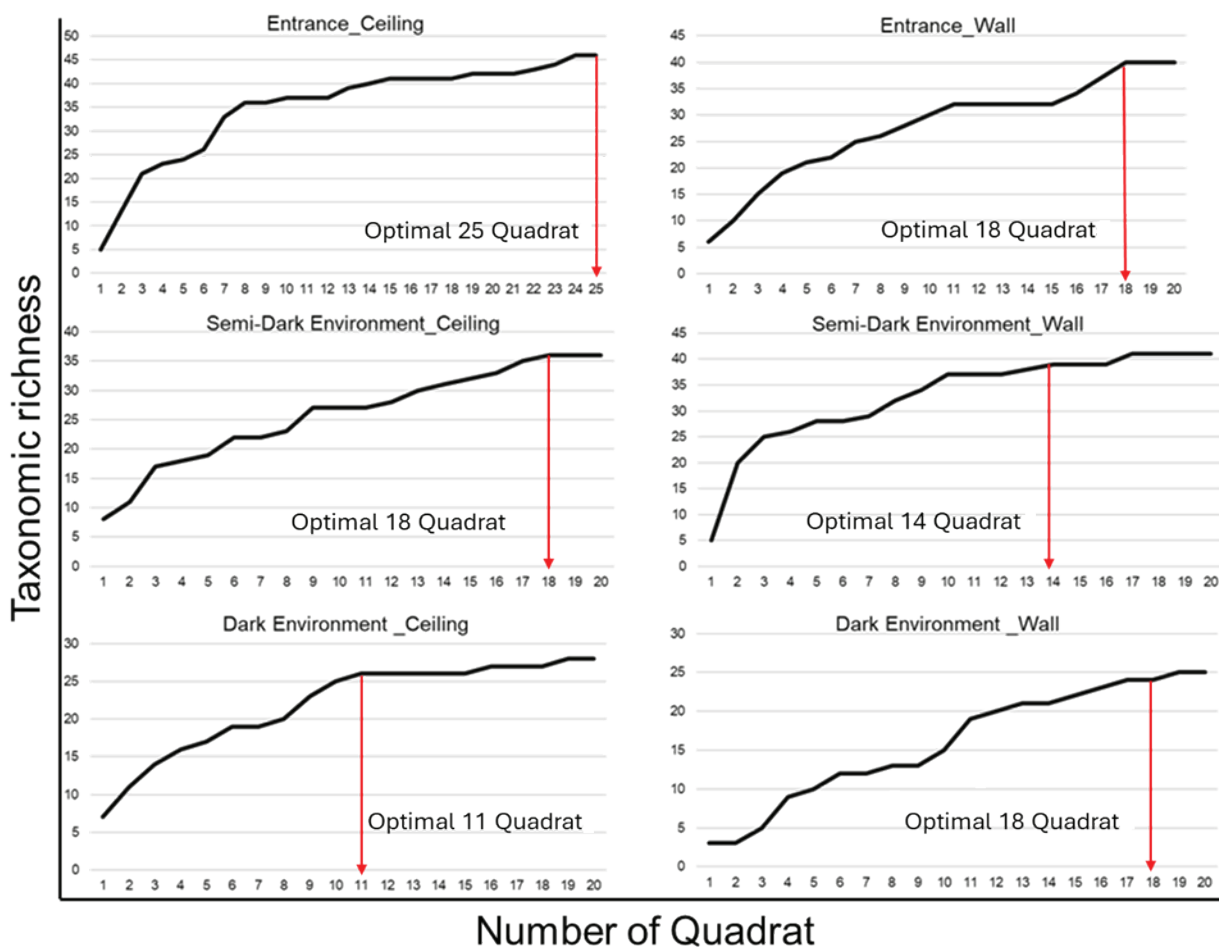 Taxonomic richness
Entrance_Ceiling
50
45
40
35
30
25
20
15
10
5
0
Optimal 25 Quadrat
1 2 3 4 5 6 7 8 9 10 11 12 13 14 15 16 17 18 19 20 21 22 23 24 25
Entrance_Wall
45
40
35
30
25
20
15
10
5
0
Optimal 18 Quadrat
1 2 3 4 5 6 7 8 9 10 11 12 13 14 15 16 17 18 19 20
Semi-Dark Environment_Ceiling
40
35
30
25
20
15
10
5
0
Optimal 18 Quadrat
1 2 3 4 5 6 7 8 9 10 11 12 13 14 15 16 17 18 19 20
Semi-Dark Environment_Wall
45
40
35
30
25
20
15
10
5
0
Optimal 14 Quadrat
1 2 3 4 5 6 7 8 9 10 11 12 13 14 15 16 17 18 19 20
Dark Environment _Ceiling
30
25
20
15
10
5
0
Optimal 11 Quadrat
1 2 3 4 5 6 7 8 9 10 11 12 13 14 15 16 17 18 19 20
Dark Environment _Wall
30
25
20
15
10
5
0
Optimal 18 Quadrat
1 2 3 4 5 6 7 8 9 10 11 12 13 14 15 16 17 18 19 20
Number of Quadrat